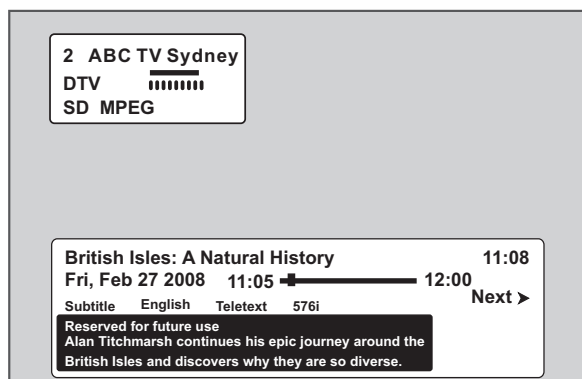 2 ABC TV Sydney
DTV
SD MPEG
British Isles: A Natural History 11:08
Fri, Feb 27 2008 11:05 12:00
Next
Subtitle English Teletext 576i
Reserved for future use
Alan Titchmarsh continues his epic journey around the
British Isles and discovers why they are so diverse.